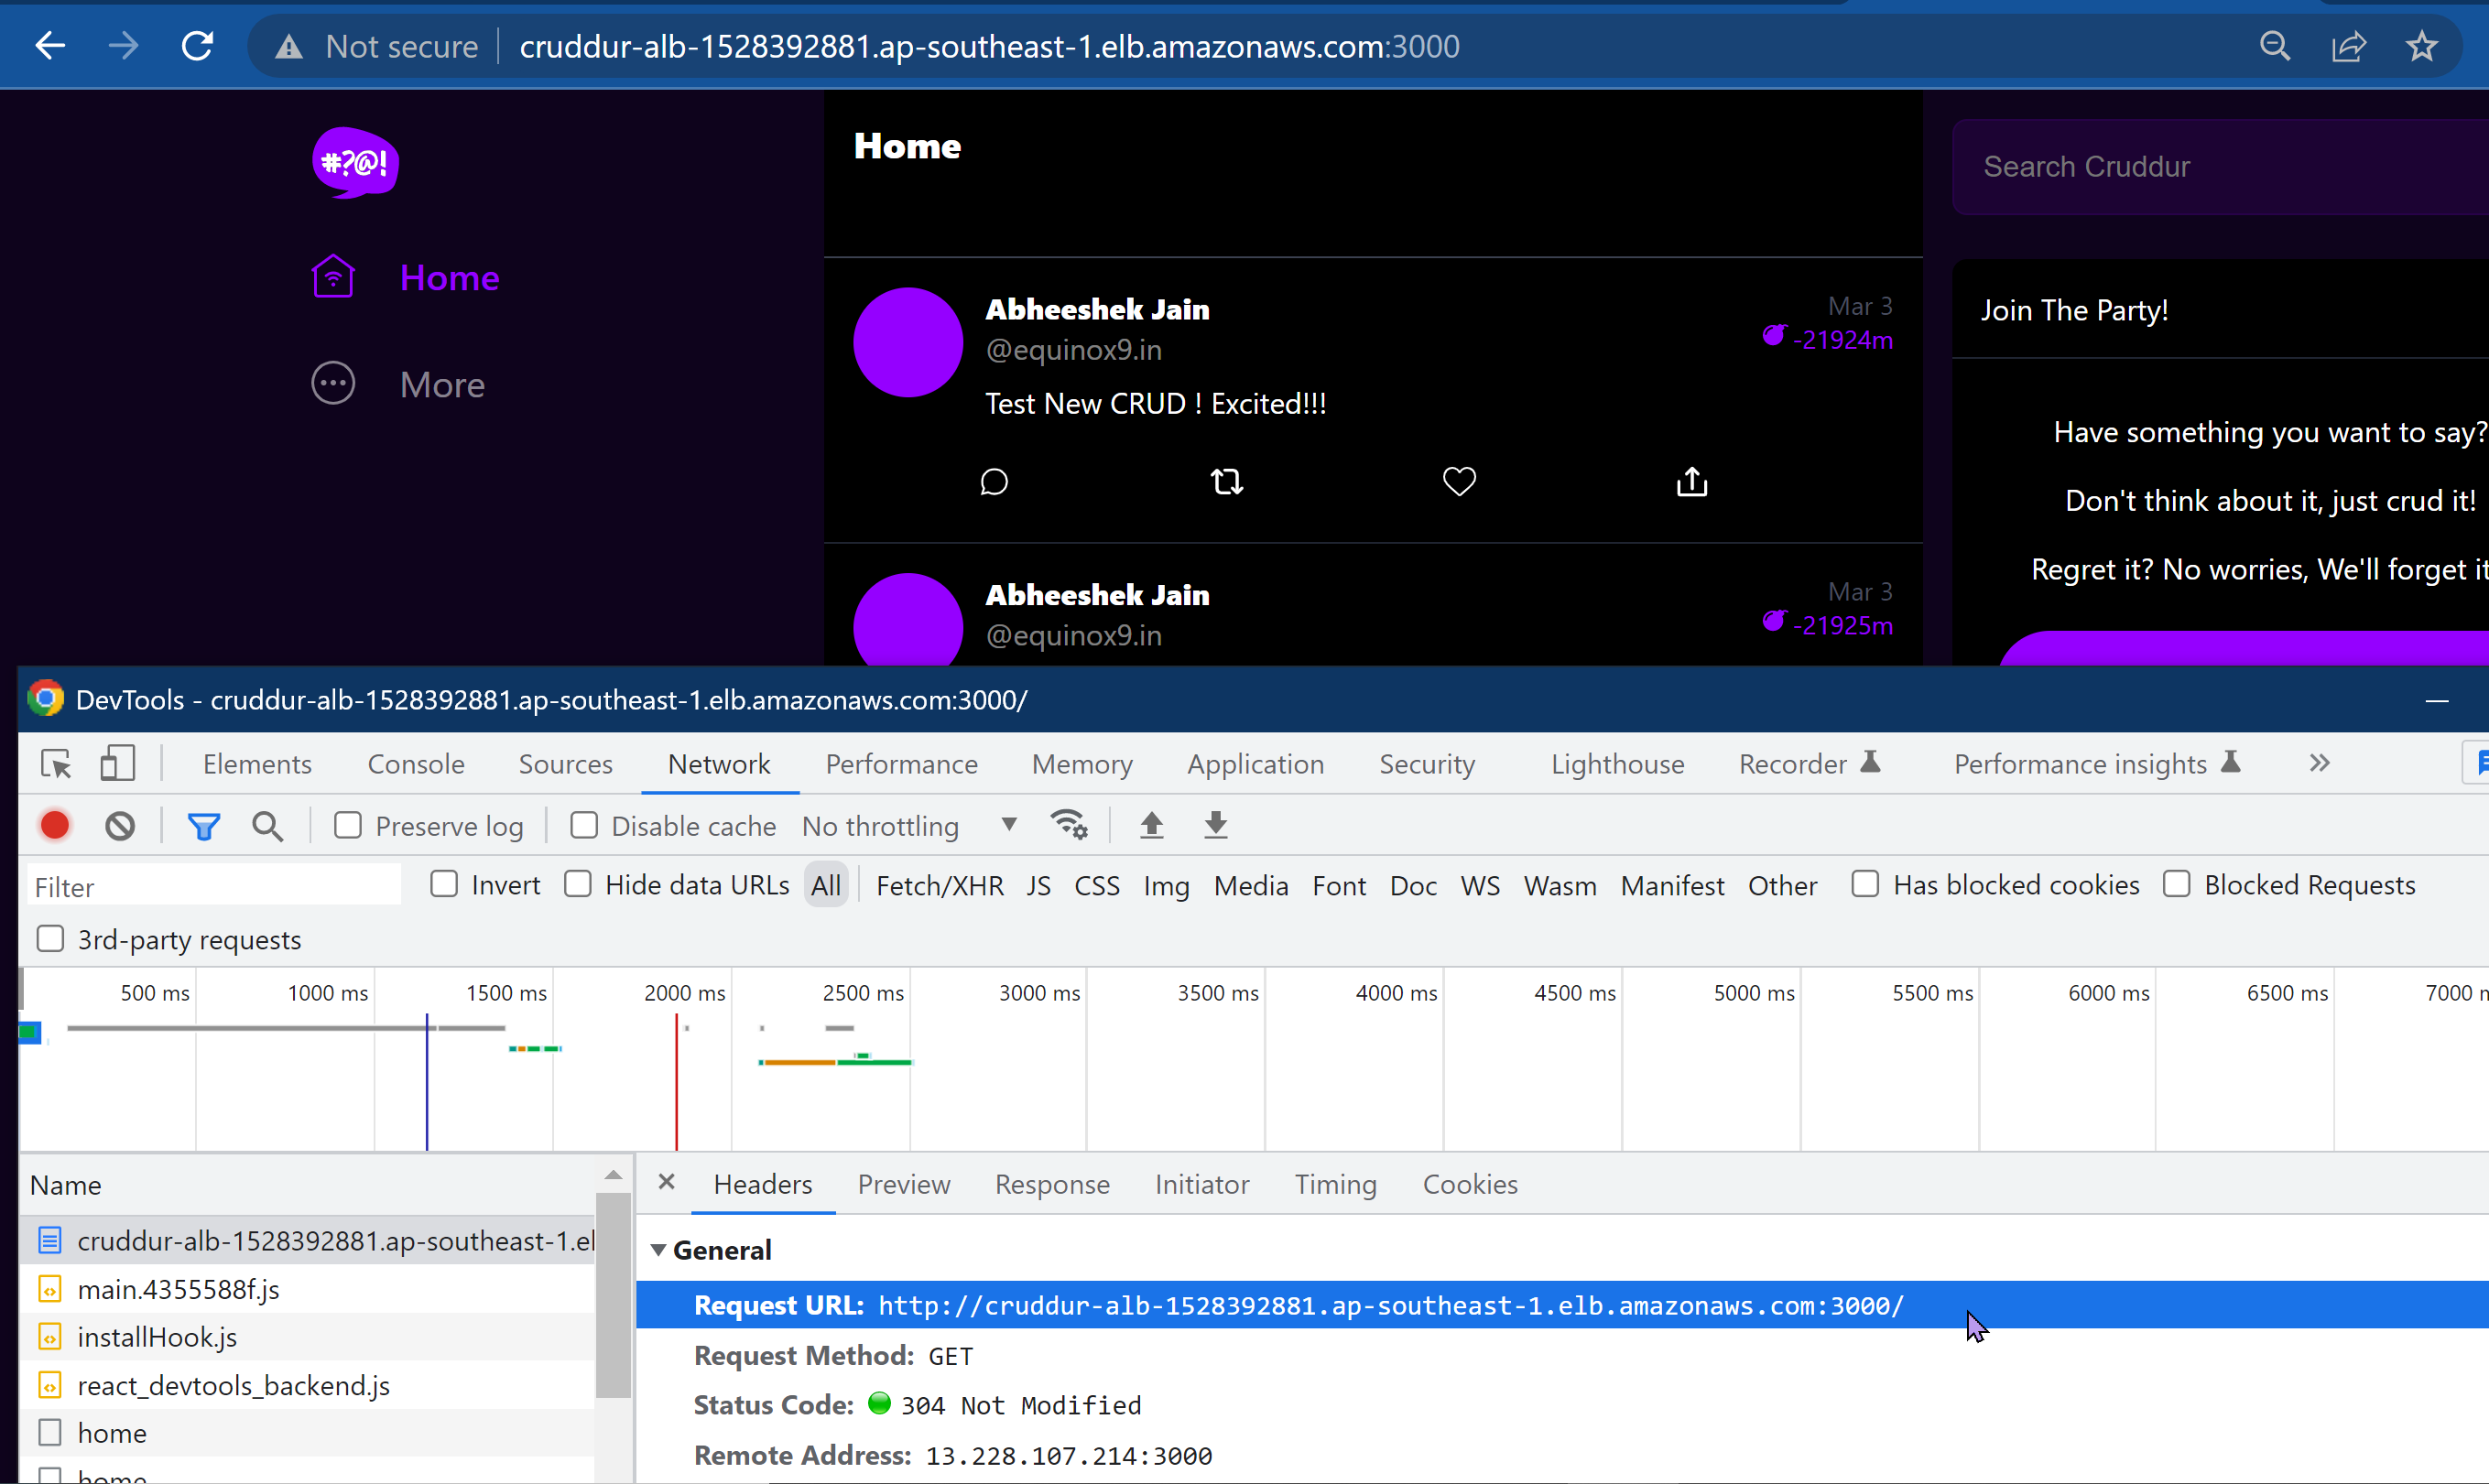 Not secure | cruddur-alb-1528392881.ap-southeast-1.elb.amazonaws.com:3000
#?@!
Home
More
Home
Abheeshek Jain
@equinox9.in
Mar 3
-21924m
Test New CRUD ! Excited!!!
Abheeshek Jain
@equinox9.in
Mar 3
-21925m
Search Cruddur
Join The Party!
Have something you want to say?
Don't think about it, just crud it!
Regret it? No worries, We'll forget it
DevTools - cruddur-alb-1528392881.ap-southeast-1.elb.amazonaws.com:3000/
Elements Console Sources Network Performance Memory Application Security Lighthouse Recorder Performance insights
Preserve log Disable cache No throttling
Filter Invert Hide data URLs All Fetch/XHR JS CSS Img Media Font Doc WS Wasm Manifest Other Has blocked cookies Blocked Requests
3rd-party requests
500 ms 1000 ms 1500 ms 2000 ms 2500 ms 3000 ms 3500 ms 4000 ms 4500 ms 5000 ms 5500 ms 6000 ms 6500 ms 7000 m
Name
cruddur-alb-1528392881.ap-southeast-1.el
main.4355588f.js
installHook.js
react_devtools_backend.js
home
home
Headers Preview Response Initiator Timing Cookies
General
Request URL: http://cruddur-alb-1528392881.ap-southeast-1.elb.amazonaws.com:3000/
Request Method: GET
Status Code: 304 Not Modified
Remote Address: 13.228.107.214:3000